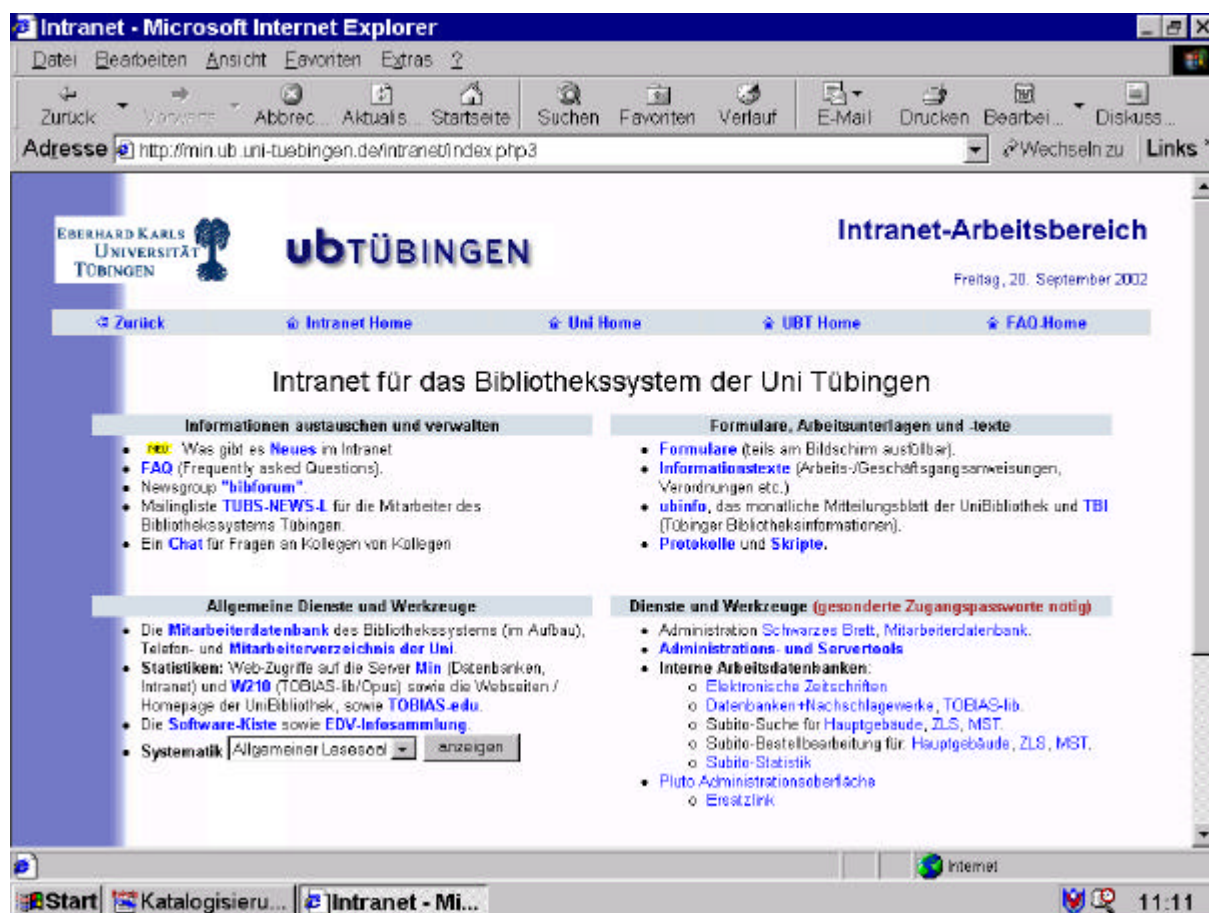 Intranet - Microsoft Internet Explorer
Datei Bearbeiten Ansicht Favoriten Extras ?
Zurück Vorwärts Abbrec... Aktualis... Startseite Suchen Favoriten Verlauf E-Mail Drucken Bearbei... Diskuss...
Adresse http://min.ub.uni-tuebingen.de/intranet/index.php3 Wechseln zu Links
EBERHARD KARLS
UNIVERSITÄT
TÜBINGEN
ubTÜBINGEN
Intranet-Arbeitsbereich
Freitag, 20. September 2002
Zurück Intranet Home Uni Home UBT Home FAQ-Home
Intranet für das Bibliothekssystem der Uni Tübingen
Informationen austauschen und verwalten
NEU Was gibt es Neues im Intranet
FAQ (Frequently asked Questions).
Newsgroup "bibforum".
Mailingliste TUBS-NEWS-L für die Mitarbeiter des
Bibliothekssystems Tübingen.
Ein Chat für Fragen an Kollegen von Kollegen
Formulare, Arbeitsunterlagen und -texte
Formulare (teils am Bildschirm ausfüllbar).
Informationstexte (Arbeits-/Geschäftsgangsanweisungen,
Verordnungen etc.)
ubinfo, das monatliche Mitteilungsblatt der UniBibliothek und TBI
(Tübinger Bibliotheksinformationen).
Protokolle und Skripte.
Allgemeine Dienste und Werkzeuge
Die Mitarbeiterdatenbank des Bibliothekssystems (im Aufbau),
Telefon- und Mitarbeiterverzeichnis der Uni.
Statistiken: Web-Zugriffe auf die Server Min (Datenbanken,
Intranet) und W210 (TOBIAS-lib/Opus) sowie die Webseiten /
Homepage der UniBibliothek, sowie TOBIAS-edu.
Die Software-Kiste sowie EDV-Infosammlung.
Systematik Allgemeiner Lesesaal anzeigen
Dienste und Werkzeuge (gesonderte Zugangspassworte nötig)
Administration Schwarzes Brett, Mitarbeiterdatenbank.
Administrations- und Servertools
Interne Arbeitsdatenbanken:
Elektronische Zeitschriften
Datenbanken+Nachschlagewerke, TOBIAS-lib.
Subito-Suche für Hauptgebäude, ZLS, MST.
Subito-Bestellbearbeitung für: Hauptgebäude, ZLS, MST.
Subito-Statistik
Pluto Administrationsoberfläche
Ersatzlink
Internet
Start Katalogisieru... Intranet - Mi... 11:11